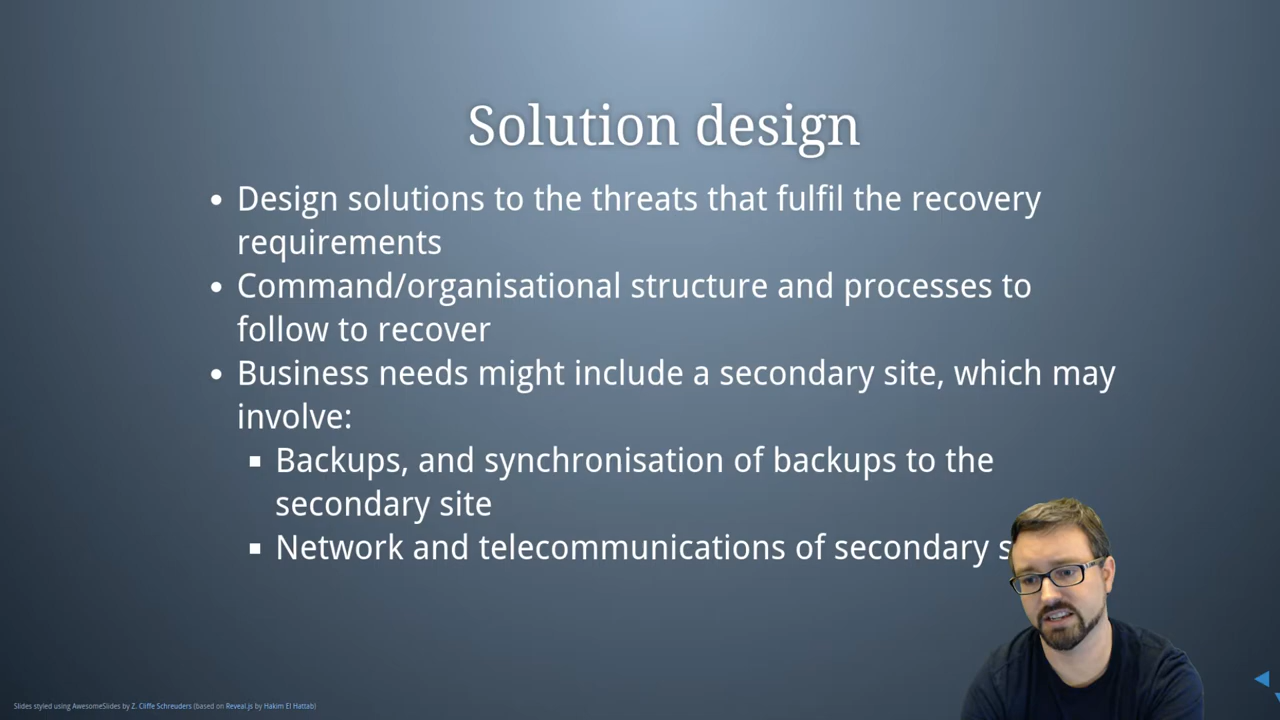 Solution design
• Design solutions to the threats that fulfil the recovery
requirements
• Command/organisational structure and processes to
follow to recover
• Business needs might include a secondary site, which may
involve:
▪ Backups, and synchronisation of backups to the
secondary site
▪ Network and telecommunications of secondary
Slides styled using AwesomeSlides by Z. Cliffe Schreuders (based on Reveal.js by Hakim El Hattab)